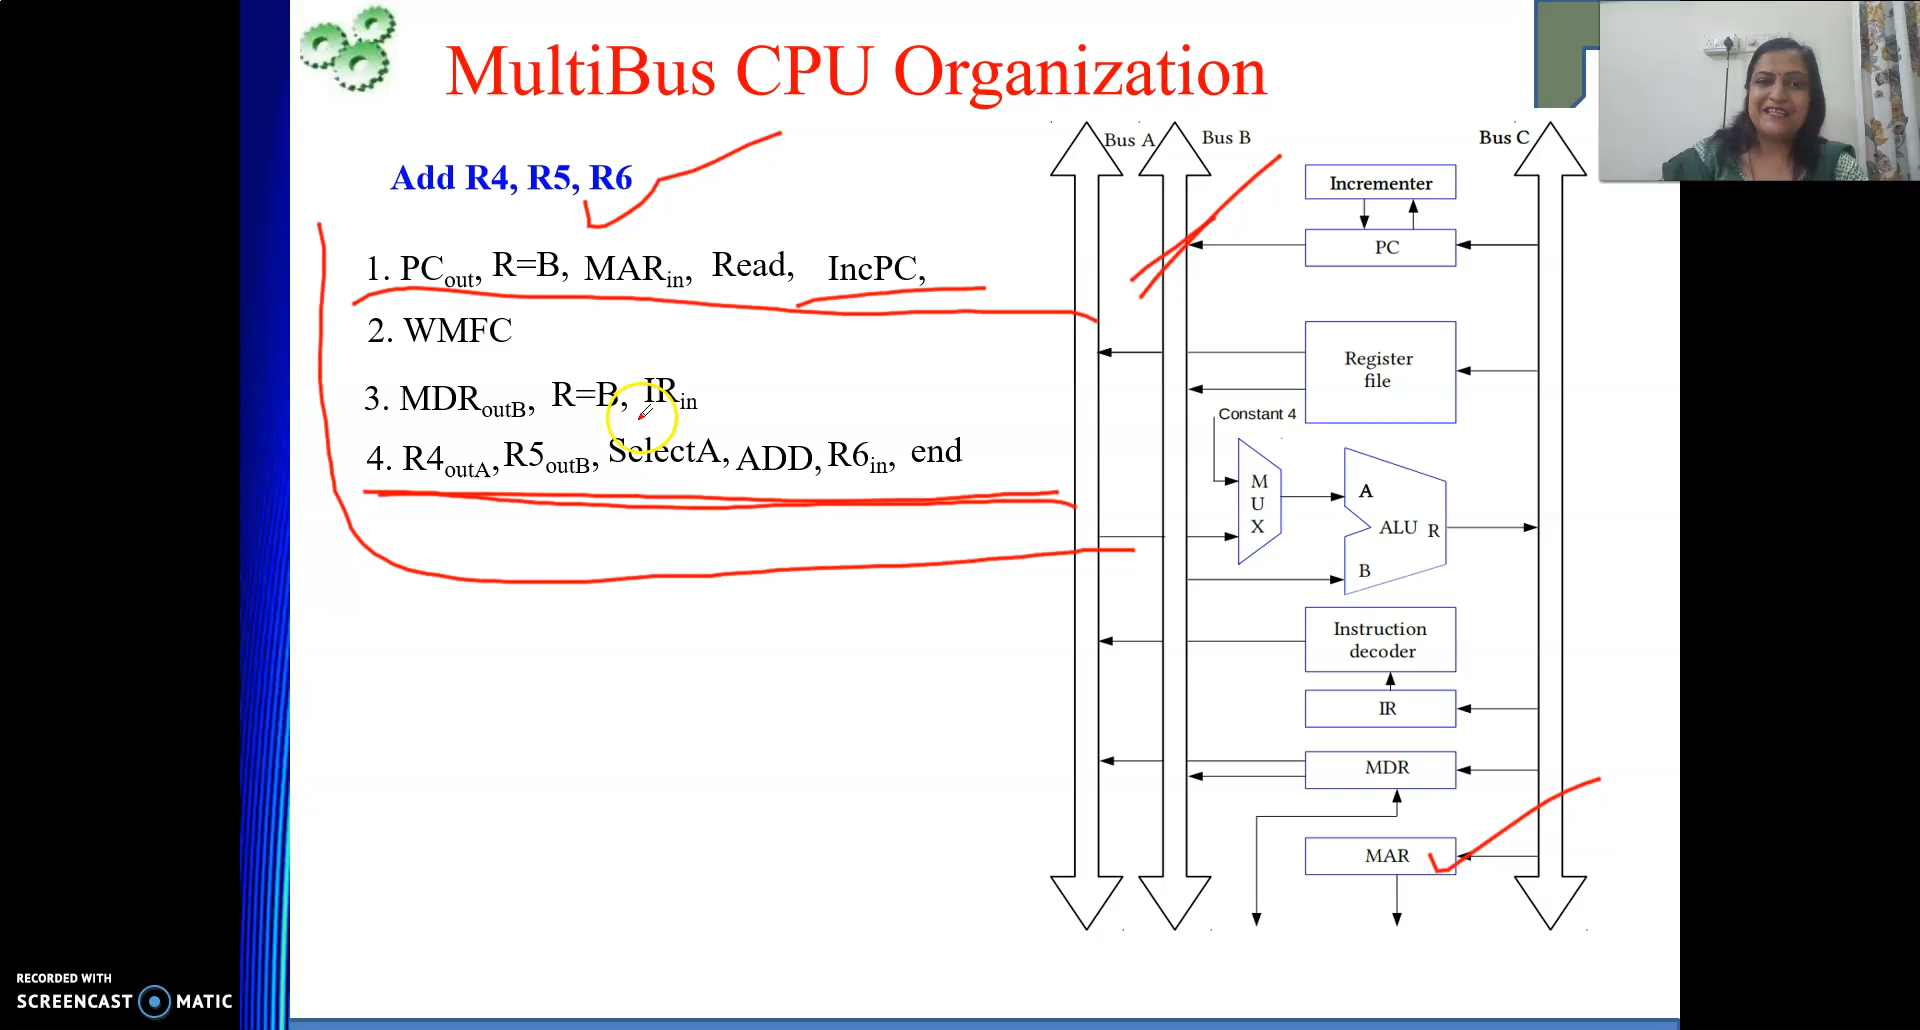 MultiBus CPU Organization
Add R4, R5, R6
1. PCout, R=B, MARin, Read, IncPC,
2. WMFC
3. MDRoutB, R=B, IRin
4. R4outA, R5outB, SelectA, ADD, R6in, end
Bus A
Bus B
Bus C
Incrementer
PC
Register
file
Constant 4
M
U
X
A
ALU R
B
Instruction
decoder
IR
MDR
MAR
RECORDED WITH
SCREENCAST MATIC